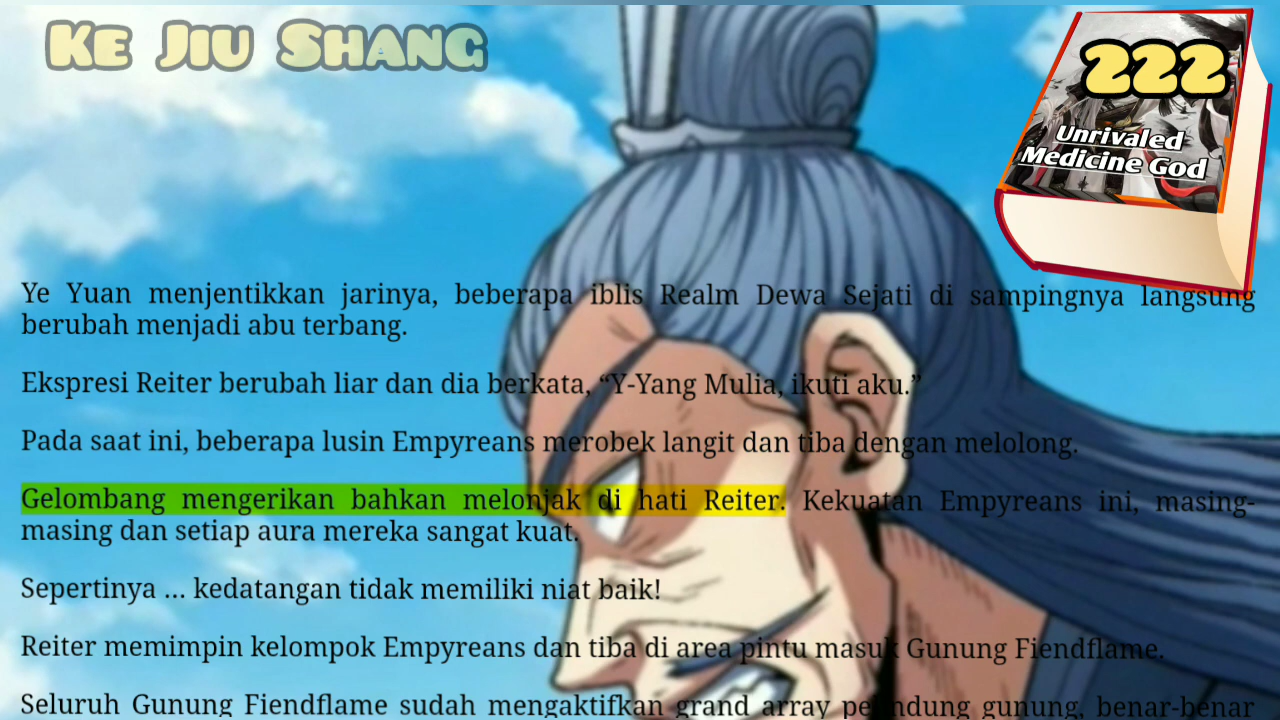 Ke Jiu Shang
222
Unrivaled
Medicine God
Ye Yuan menjentikkan jarinya, beberapa iblis Realm Dewa Sejati di sampingnya langsung
berubah menjadi abu terbang.
Ekspresi Reiter berubah liar dan dia berkata, “Y-Yang Mulia, ikuti aku.”
Pada saat ini, beberapa lusin Empyreans merobek langit dan tiba dengan melolong.
Gelombang mengerikan bahkan melonjak di hati Reiter. Kekuatan Empyreans ini, masing-
masing dan setiap aura mereka sangat kuat.
Sepertinya ... kedatangan tidak memiliki niat baik!
Reiter memimpin kelompok Empyreans dan tiba di area pintu masuk Gunung Fiendflame.
Seluruh Gunung Fiendflame sudah mengaktifkan grand array pelindung gunung, benar-benar